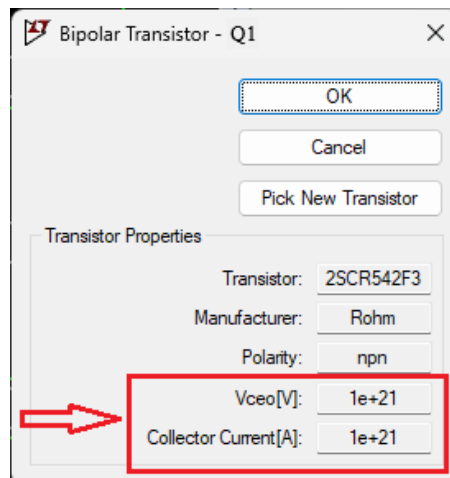 Bipolar Transistor - Q1
OK
Cancel
Pick New Transistor
Transistor Properties
Transistor: 2SCR542F3
Manufacturer: Rohm
Polarity: npn
Vceo[V]: 1e+21
Collector Current[A]: 1e+21